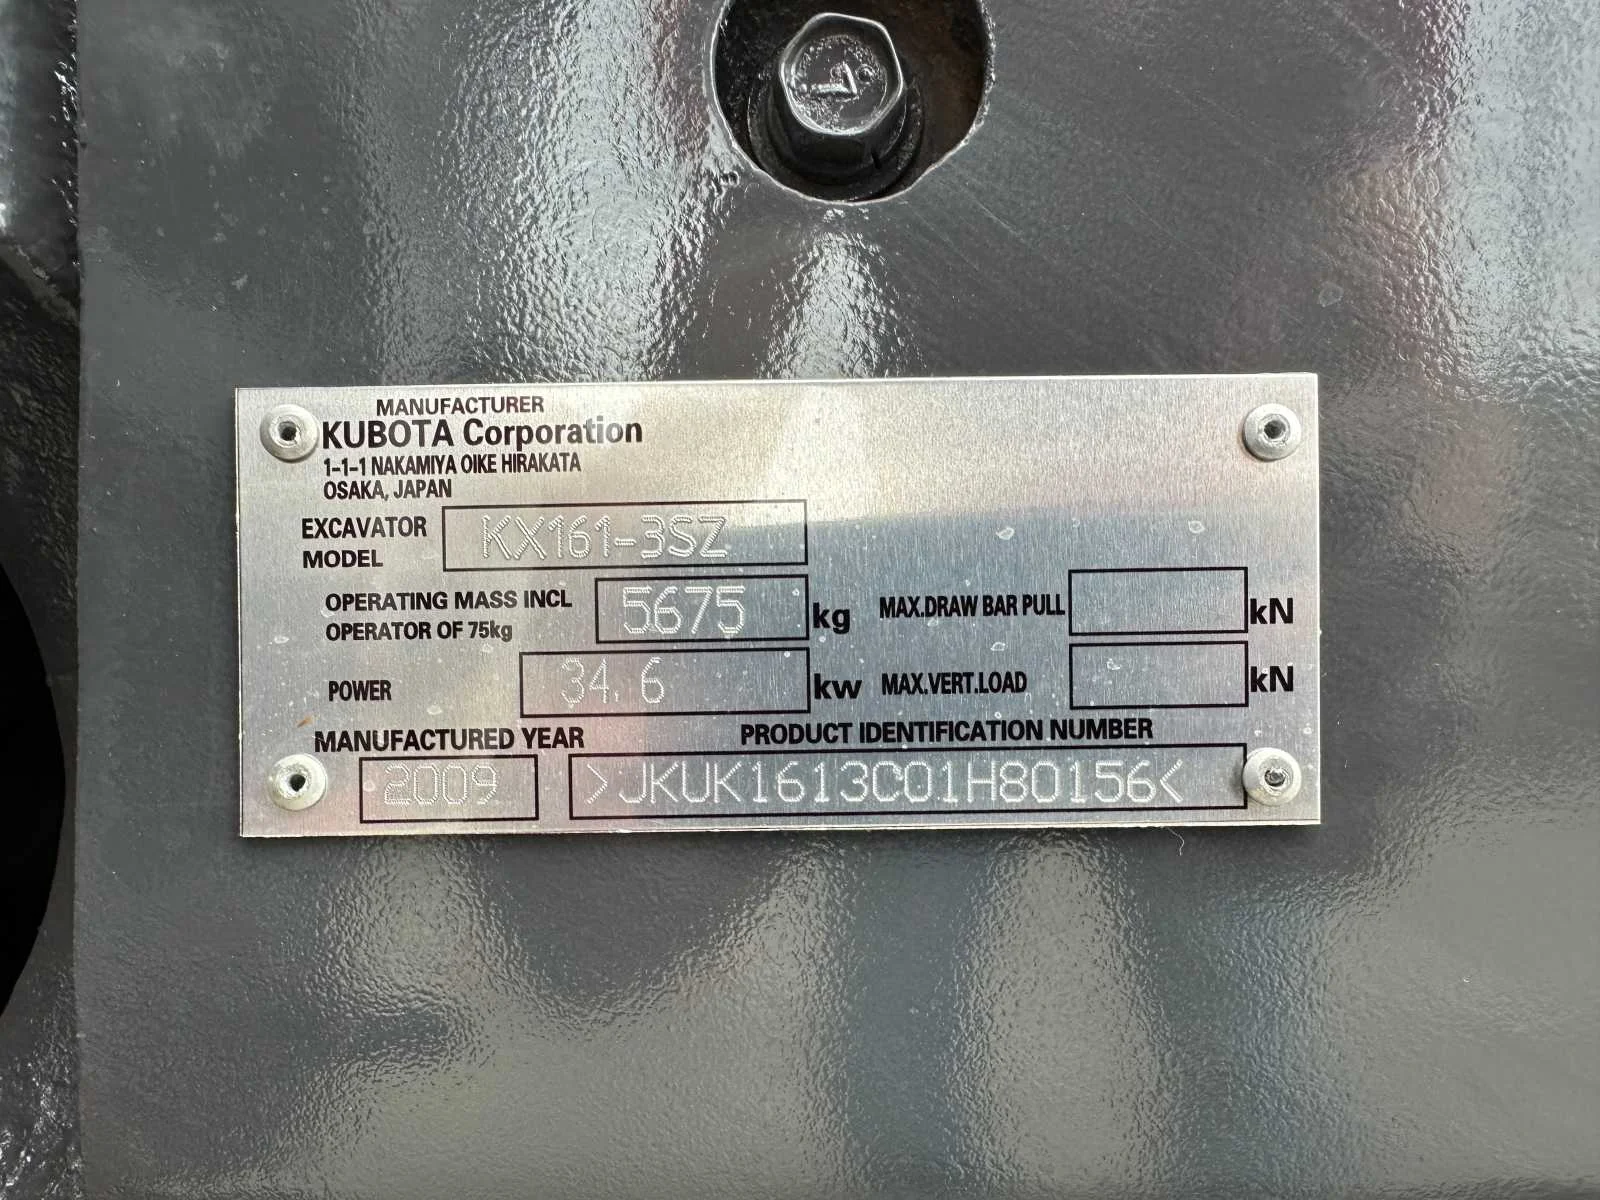 7
MANUFACTURER
KUBOTA Corporation
1-1-1 NAKAMIYA OIKE HIRAKATA
OSAKA, JAPAN
EXCAVATOR MODEL KX161-3SZ
OPERATING MASS INCL OPERATOR OF 75kg 5675 kg MAX.DRAW BAR PULL kN
POWER 34.6 kw MAX.VERT.LOAD kN
MANUFACTURED YEAR PRODUCT IDENTIFICATION NUMBER
2009 >JKUK1613C01H80156<